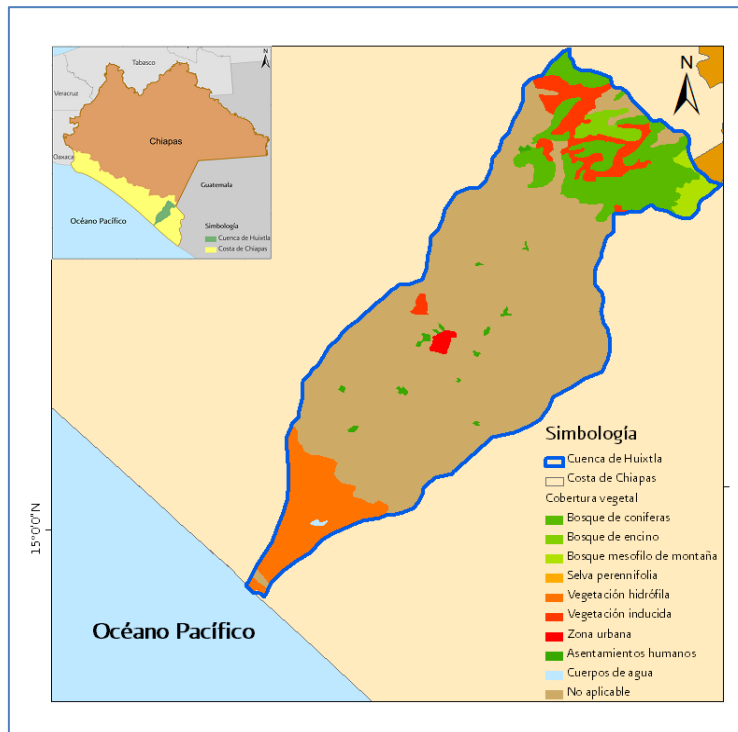 Tabasco
N
Veracruz
Chiapas
Oaxaca
Guatemala
Océano Pacífico
Simbología
Cuenca de Huixtla
Costa de Chiapas
N
15°0'0"N
Océano Pacífico
Simbología
Cuenca de Huixtla
Costa de Chiapas
Cobertura vegetal
Bosque de coniferas
Bosque de encino
Bosque mesofilo de montaña
Selva perennifolia
Vegetación hidrófila
Vegetación inducida
Zona urbana
Asentamientos humanos
Cuerpos de agua
No aplicable